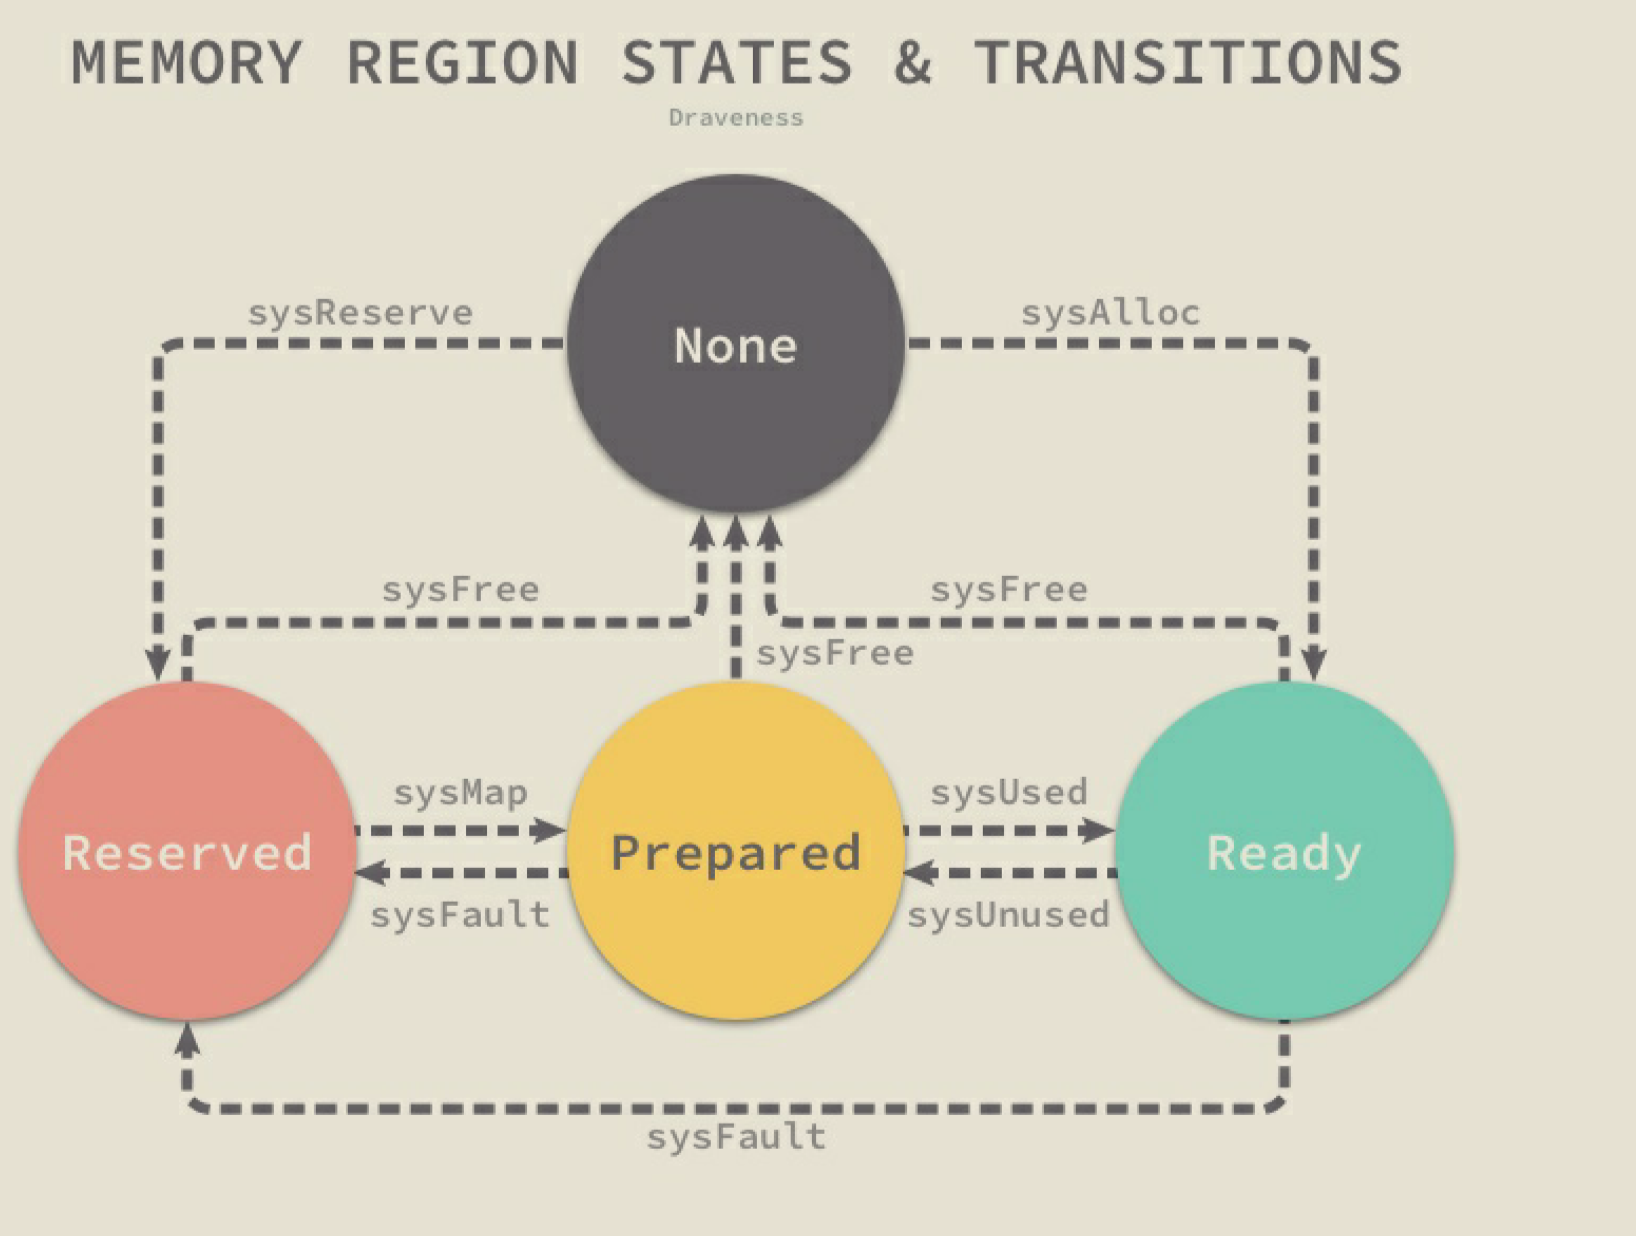 MEMORY REGION STATES & TRANSITIONS
Draveness
sysReserve
None
sysAlloc
sysFree
sysFree
sysFree
sysMap
sysUsed
Reserved
Prepared
Ready
sysFault
sysUnused
sysFault